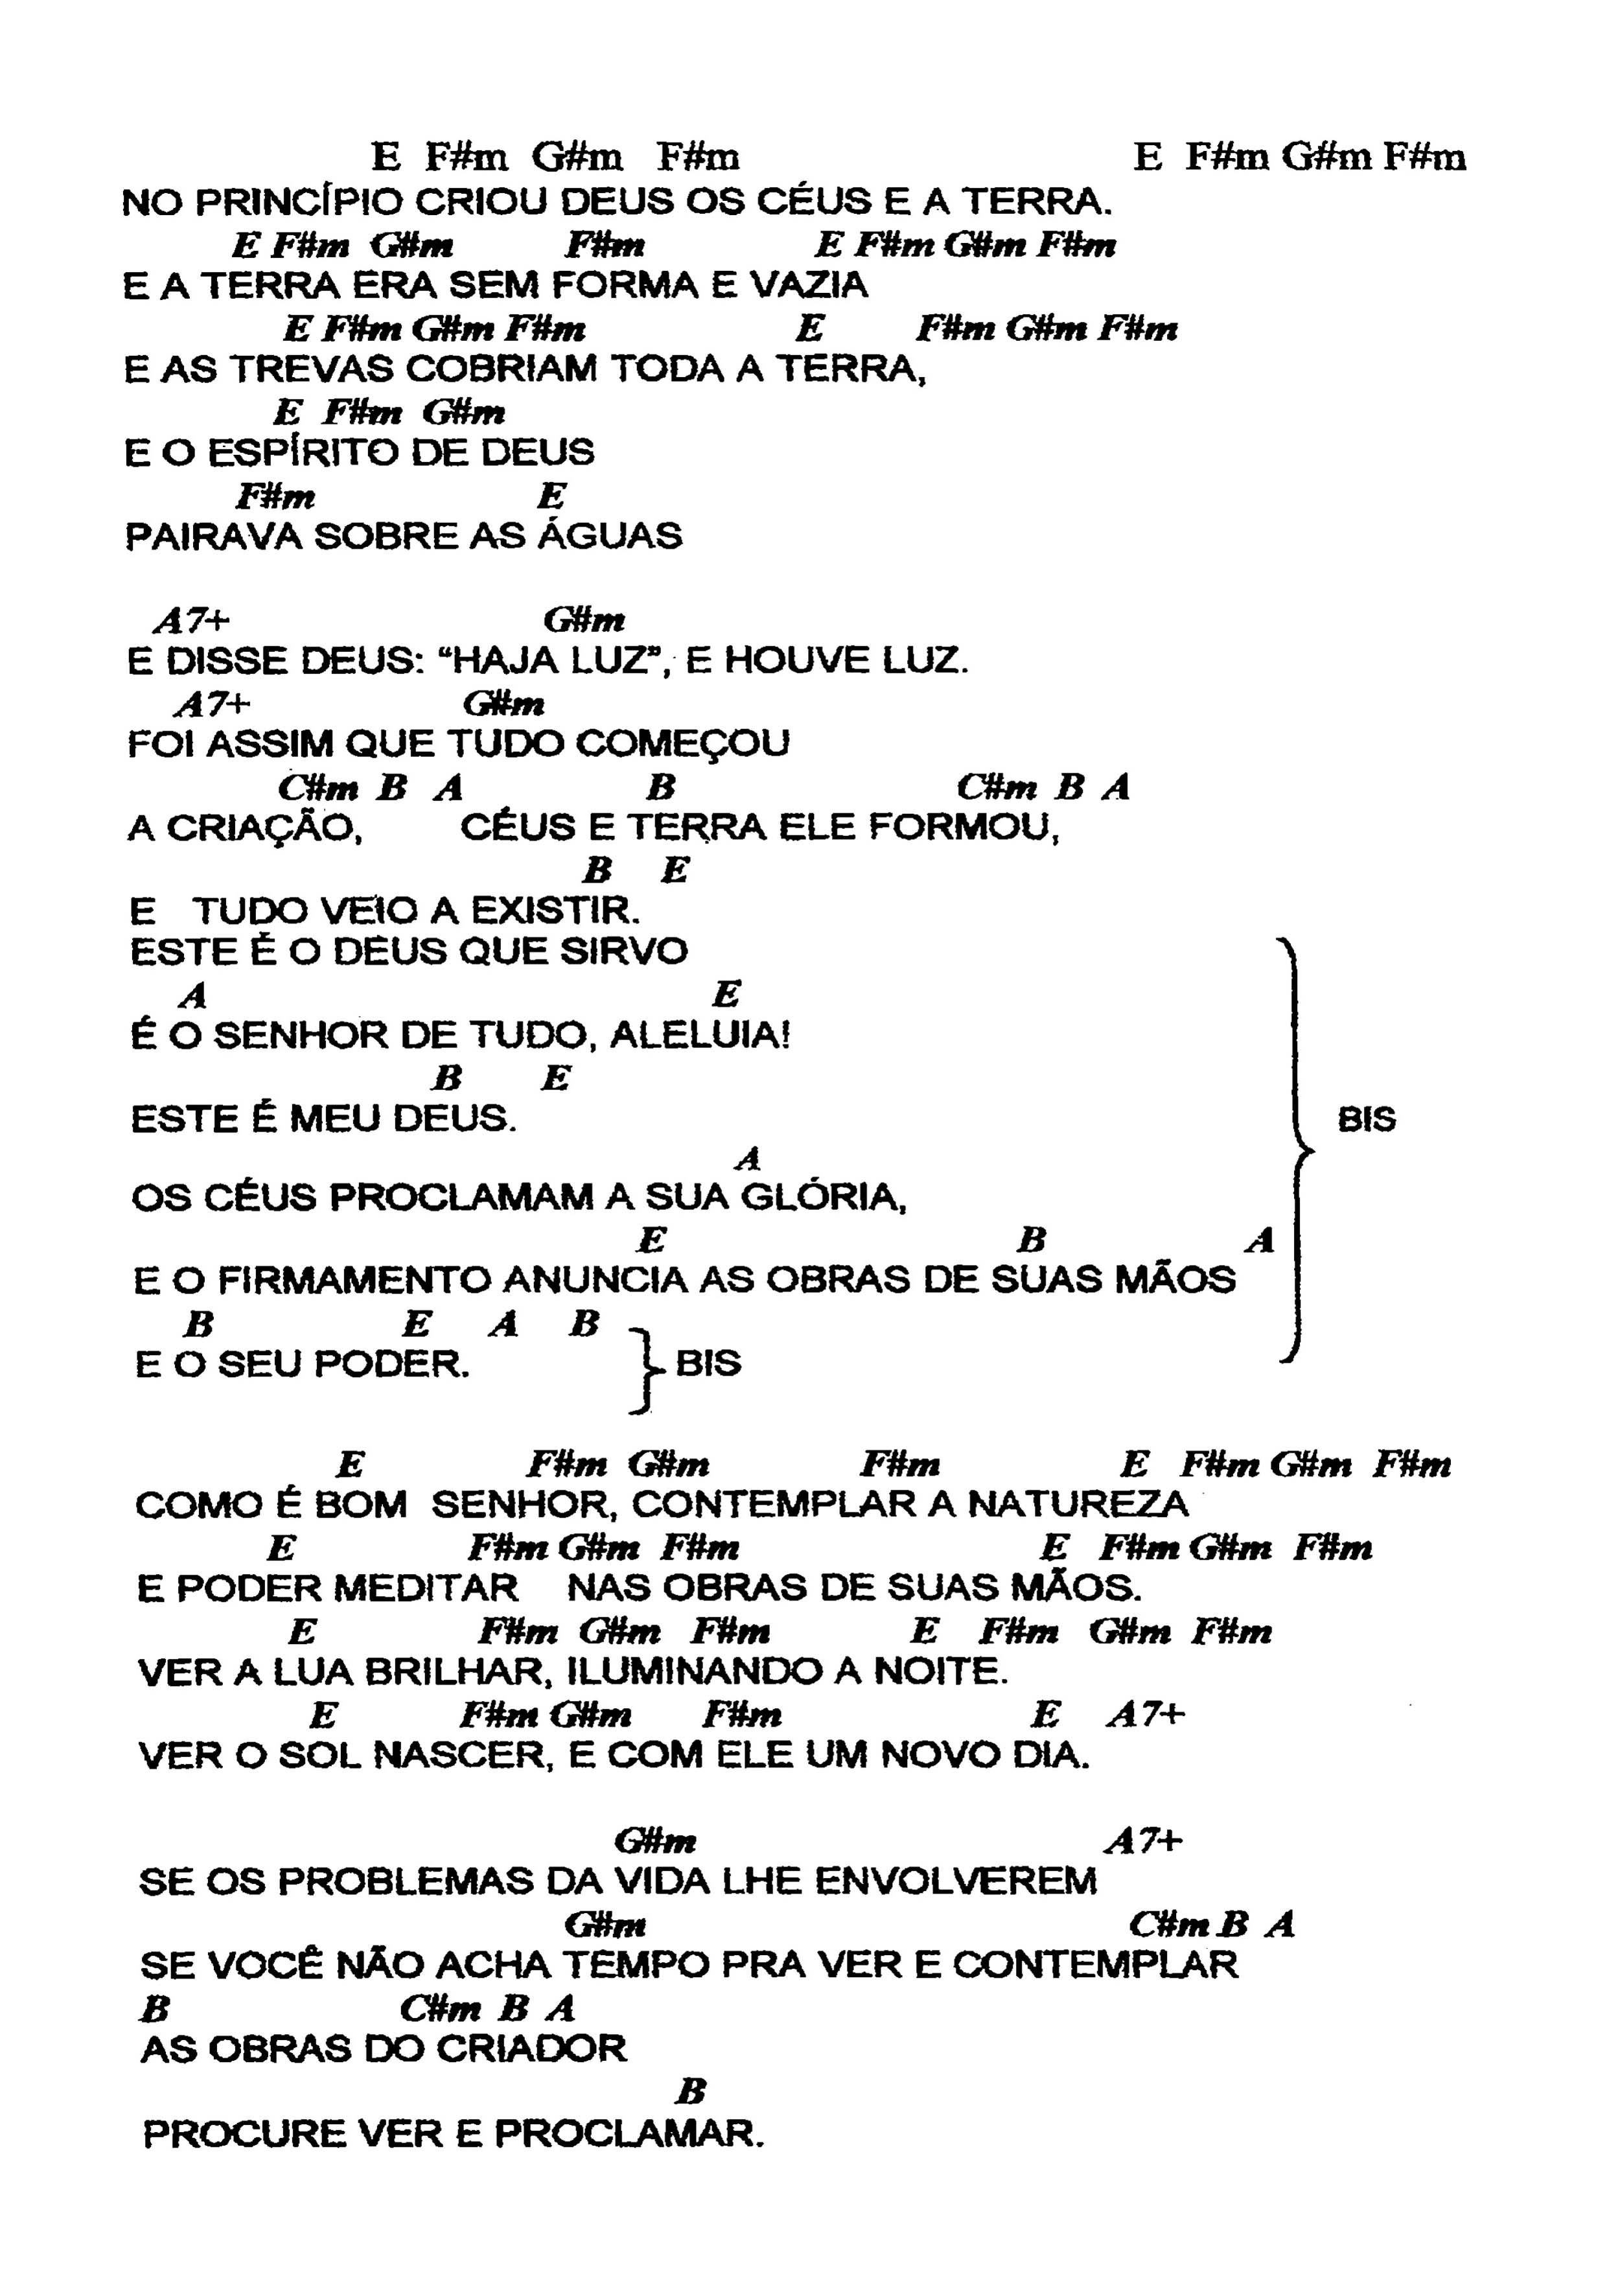 E F#m G#m F#m E F#m G#m F#m
NO PRINCÍPIO CRIOU DEUS OS CÉUS E A TERRA.
E F#m G#m F#m E F#m G#m F#m
E A TERRA ERA SEM FORMA E VAZIA
E F#m G#m F#m E F#m G#m F#m
E AS TREVAS COBRIAM TODA A TERRA,
E F#m G#m
E O ESPÍRITO DE DEUS
F#m E
PAIRAVA SOBRE AS ÁGUAS
A7+ G#m
E DISSE DEUS: “HAJA LUZ”, E HOUVE LUZ.
A7+ G#m
FOI ASSIM QUE TUDO COMEÇOU
C#m B A B C#m B A
A CRIAÇÃO, CÉUS E TERRA ELE FORMOU,
B E
E TUDO VEIO A EXISTIR.
ESTE É O DEUS QUE SIRVO
A E
É O SENHOR DE TUDO, ALELUIA!
B E
ESTE É MEU DEUS. BIS
A
OS CÉUS PROCLAMAM A SUA GLÓRIA,
E B A
E O FIRMAMENTO ANUNCIA AS OBRAS DE SUAS MÃOS
B E A B
E O SEU PODER. BIS
E F#m G#m F#m E F#m G#m F#m
COMO É BOM SENHOR, CONTEMPLAR A NATUREZA
E F#m G#m F#m E F#m G#m F#m
E PODER MEDITAR NAS OBRAS DE SUAS MÃOS.
E F#m G#m F#m E F#m G#m F#m
VER A LUA BRILHAR, ILUMINANDO A NOITE.
E F#m G#m F#m E A7+
VER O SOL NASCER, E COM ELE UM NOVO DIA.
G#m A7+
SE OS PROBLEMAS DA VIDA LHE ENVOLVEREM
G#m C#m B A
SE VOCÊ NÃO ACHA TEMPO PRA VER E CONTEMPLAR
B C#m B A
AS OBRAS DO CRIADOR
B
PROCURE VER E PROCLAMAR.